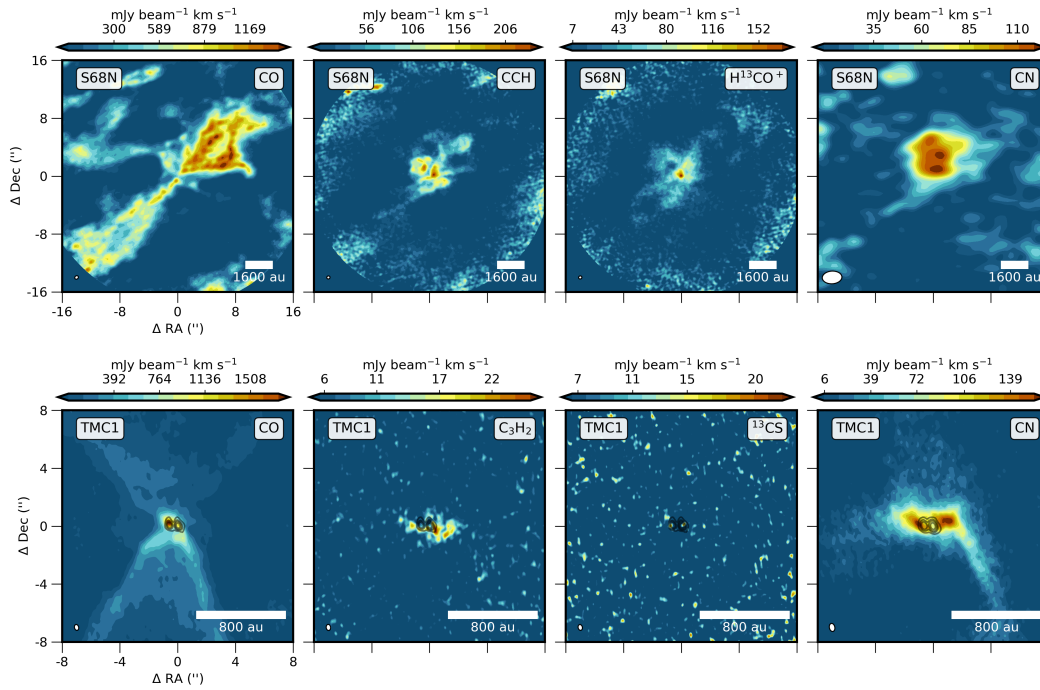 mJy beam⁻¹ km s⁻¹ mJy beam⁻¹ km s⁻¹ mJy beam⁻¹ km s⁻¹ mJy beam⁻¹ km s⁻¹
300 589 879 1169 56 106 156 206 7 43 80 116 152 35 60 85 110
16 S68N CO S68N CCH S68N H¹³CO⁺ S68N CN
8
Δ Dec ('') 0
-8
1600 au 1600 au 1600 au 1600 au
-16
-16 -8 0 8 16
Δ RA ('')
mJy beam⁻¹ km s⁻¹ mJy beam⁻¹ km s⁻¹ mJy beam⁻¹ km s⁻¹ mJy beam⁻¹ km s⁻¹
392 764 1136 1508 6 11 17 22 7 11 15 20 6 39 72 106 139
8 TMC1 CO TMC1 C₃H₂ TMC1 ¹³CS TMC1 CN
4
Δ Dec ('') 0
-4
800 au 800 au 800 au 800 au
-8
-8 -4 0 4 8
Δ RA ('')